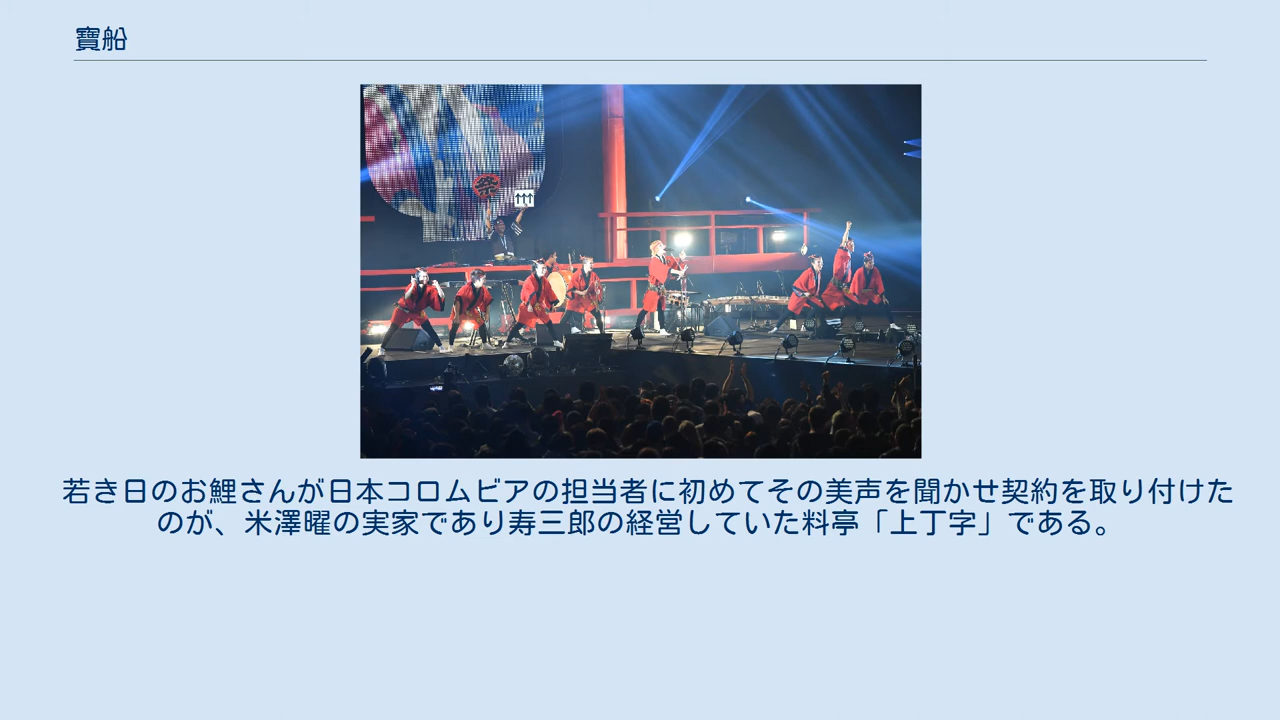 寶船
祭
若き日のお鯉さんが日本コロムビアの担当者に初めてその美声を聞かせ契約を取り付けた
のが、米澤曜の実家であり寿三郎の経営していた料亭「上丁字」である。